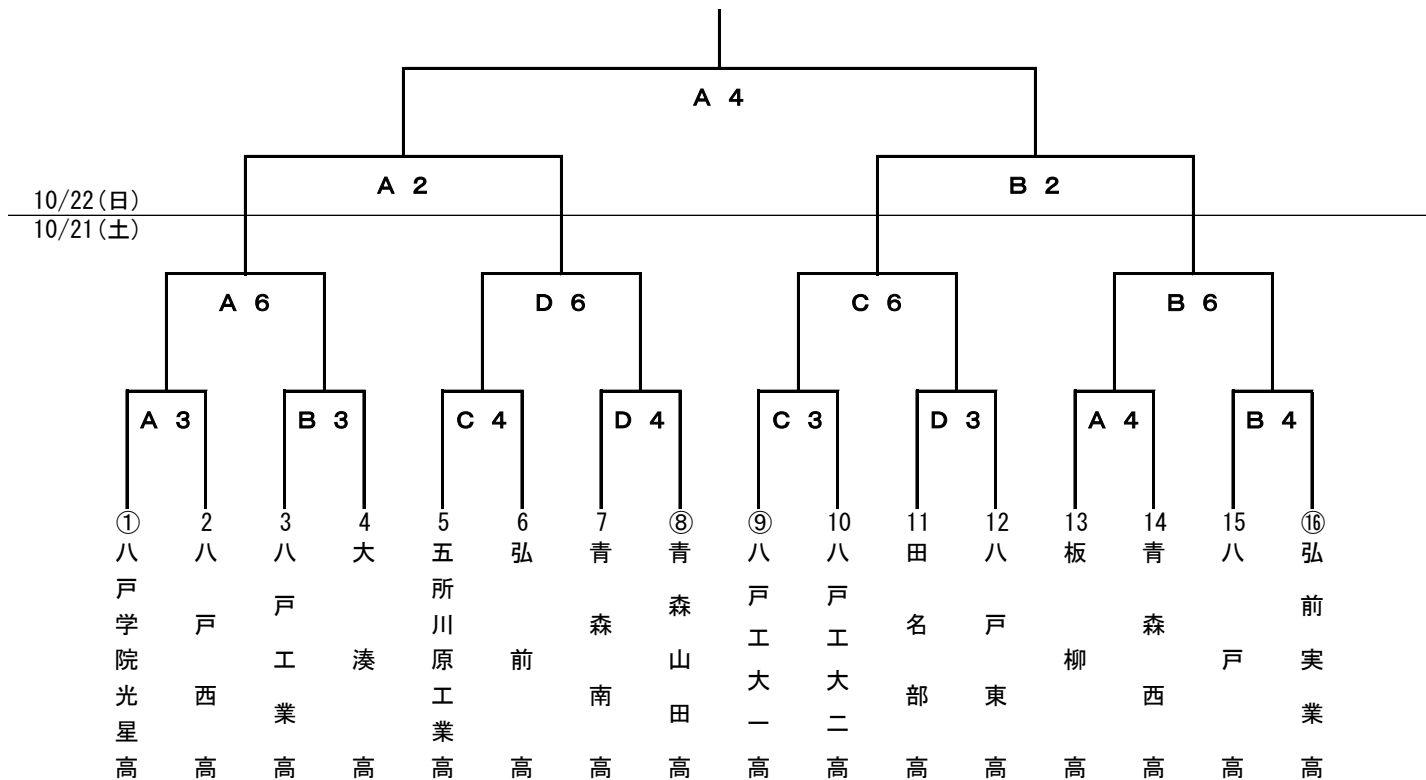 A 4
A 2
B 2
10/22(日)
10/21(土)
A 6
D 6
C 6
B 6
A 3
B 3
C 4
D 4
C 3
D 3
A 4
B 4
①
八戸学院光星高
2
八戸西高
3
八戸工業高
4
大湊高
5
五所川原工業高
6
弘前高
7
青森南高
⑧
青森山田高
⑨
八戸工大一高
10
八戸工大二高
11
田名部高
12
八戸東高
13
板柳高
14
青森西高
15
八戸高
⑯
弘前実業高